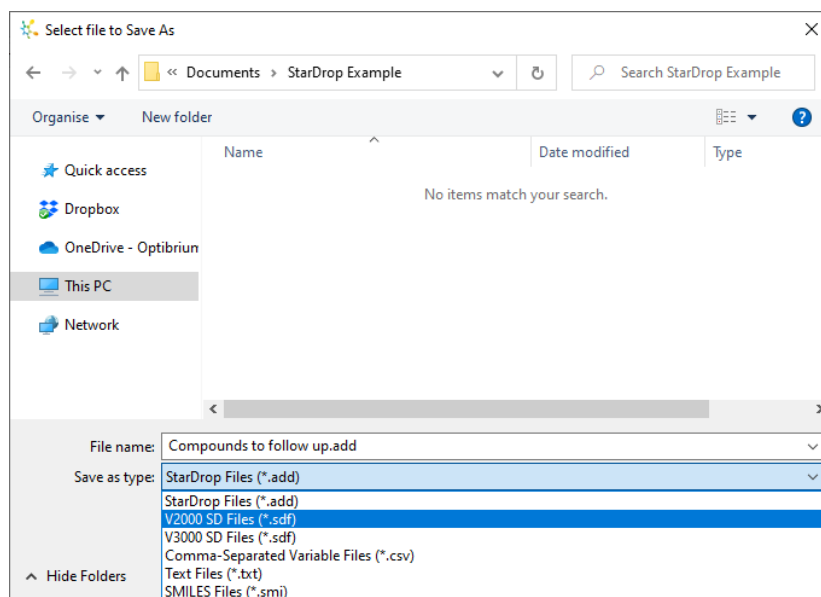 Select file to Save As
« Documents > StarDrop Example
Search StarDrop Example
Organise
New folder
Name
Date modified
Type
Quick access
No items match your search.
Dropbox
OneDrive - Optibrium
This PC
Network
File name: Compounds to follow up.add
Save as type: StarDrop Files (*.add)
StarDrop Files (*.add)
V2000 SD Files (*.sdf)
V3000 SD Files (*.sdf)
Comma-Separated Variable Files (*.csv)
Hide Folders
Text Files (*.txt)
SMILES Files (*.smi)